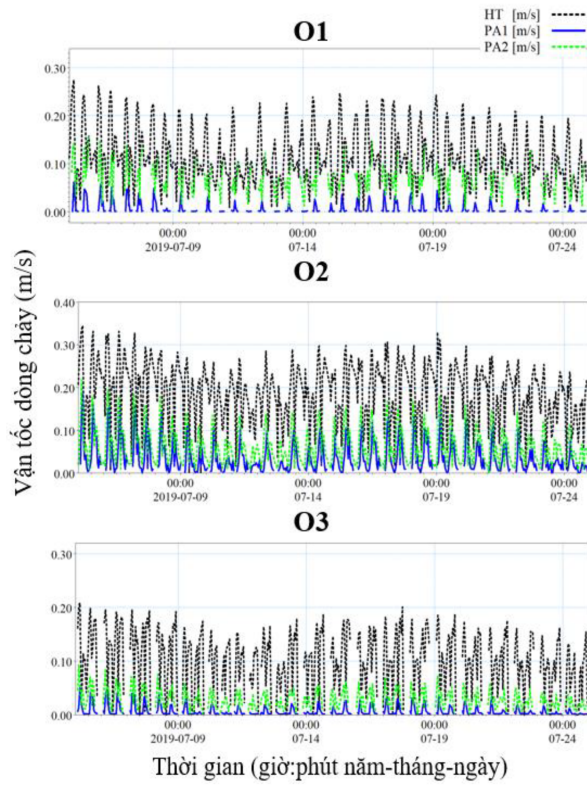 HT [m/s]
PA1 [m/s]
PA2 [m/s]
O1
0.30
0.20
0.10
0.00
00:00 00:00 00:00 00:00
2019-07-09 07-14 07-19 07-24
O2
0.40
0.30
0.20
0.10
0.00
00:00 00:00 00:00 00:00
2019-07-09 07-14 07-19 07-24
O3
0.30
0.20
0.10
0.00
00:00 00:00 00:00 00:00
2019-07-09 07-14 07-19 07-24
Vận tốc dòng chảy (m/s)
Thời gian (giờ:phút năm-tháng-ngày)